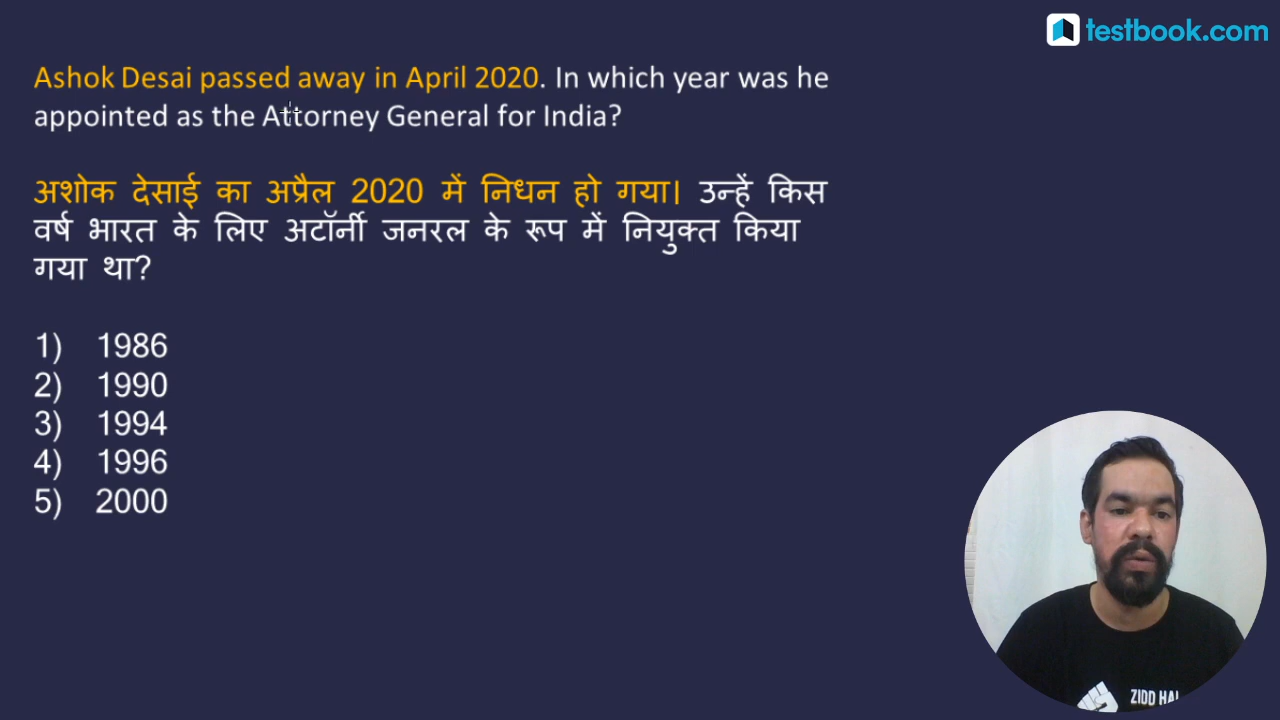 testbook.com
Ashok Desai passed away in April 2020. In which year was he
appointed as the Attorney General for India?
अशोक देसाई का अप्रैल 2020 में निधन हो गया। उन्हें किस
वर्ष भारत के लिए अटॉर्नी जनरल के रूप में नियुक्त किया
गया था?
1) 1986
2) 1990
3) 1994
4) 1996
5) 2000
ZIDD HAI